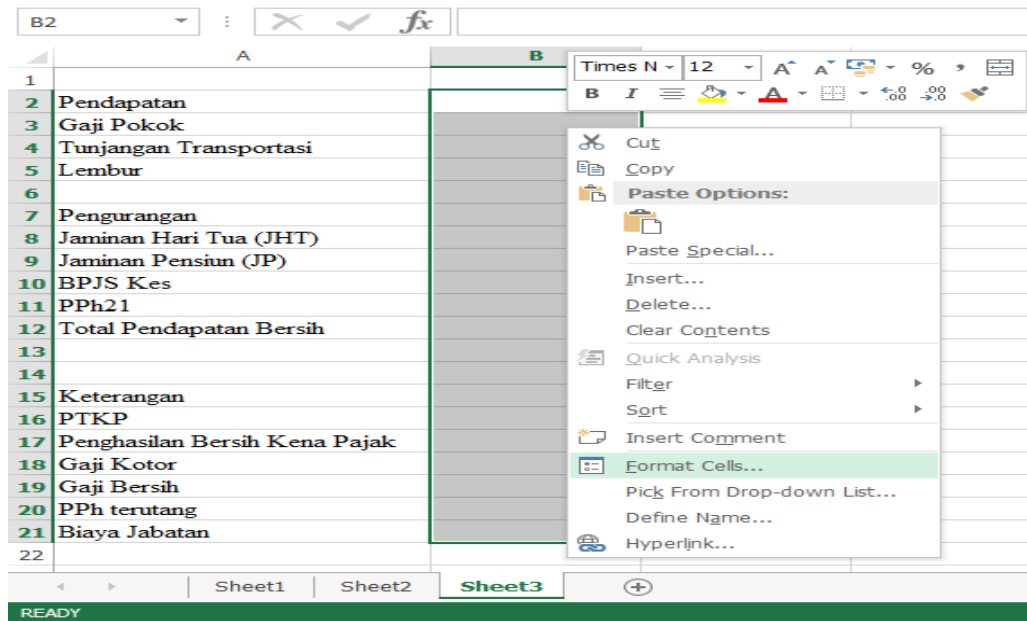 B2 fx
A B
Times N 12 A A % ,
B I A .00 .00
1
2 Pendapatan
3 Gaji Pokok
4 Tunjangan Transportasi
5 Lembur
6
7 Pengurangan
8 Jaminan Hari Tua (JHT)
9 Jaminan Pensiun (JP)
10 BPJS Kes
11 PPh21
12 Total Pendapatan Bersih
13
14
15 Keterangan
16 PTKP
17 Penghasilan Bersih Kena Pajak
18 Gaji Kotor
19 Gaji Bersih
20 PPh terutang
21 Biaya Jabatan
22
Cut
Copy
Paste Options:
Paste Special...
Insert...
Delete...
Clear Contents
Quick Analysis
Filter
Sort
Insert Comment
Format Cells...
Pick From Drop-down List...
Define Name...
Hyperlink...
Sheet1 Sheet2 Sheet3
READY